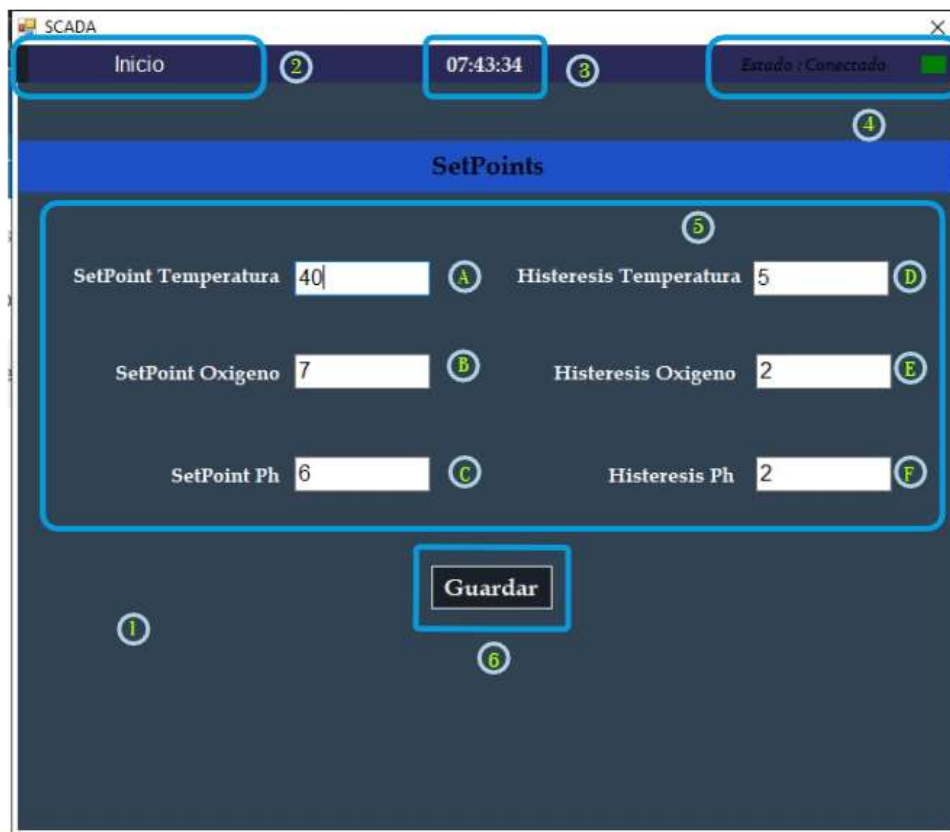 SCADA
Inicio 2 07:43:34 3 Estado : Conectado
4
SetPoints
5
SetPoint Temperatura 40 A Histeresis Temperatura 5 D
SetPoint Oxigeno 7 B Histeresis Oxigeno 2 E
SetPoint Ph 6 C Histeresis Ph 2 F
Guardar
1
6